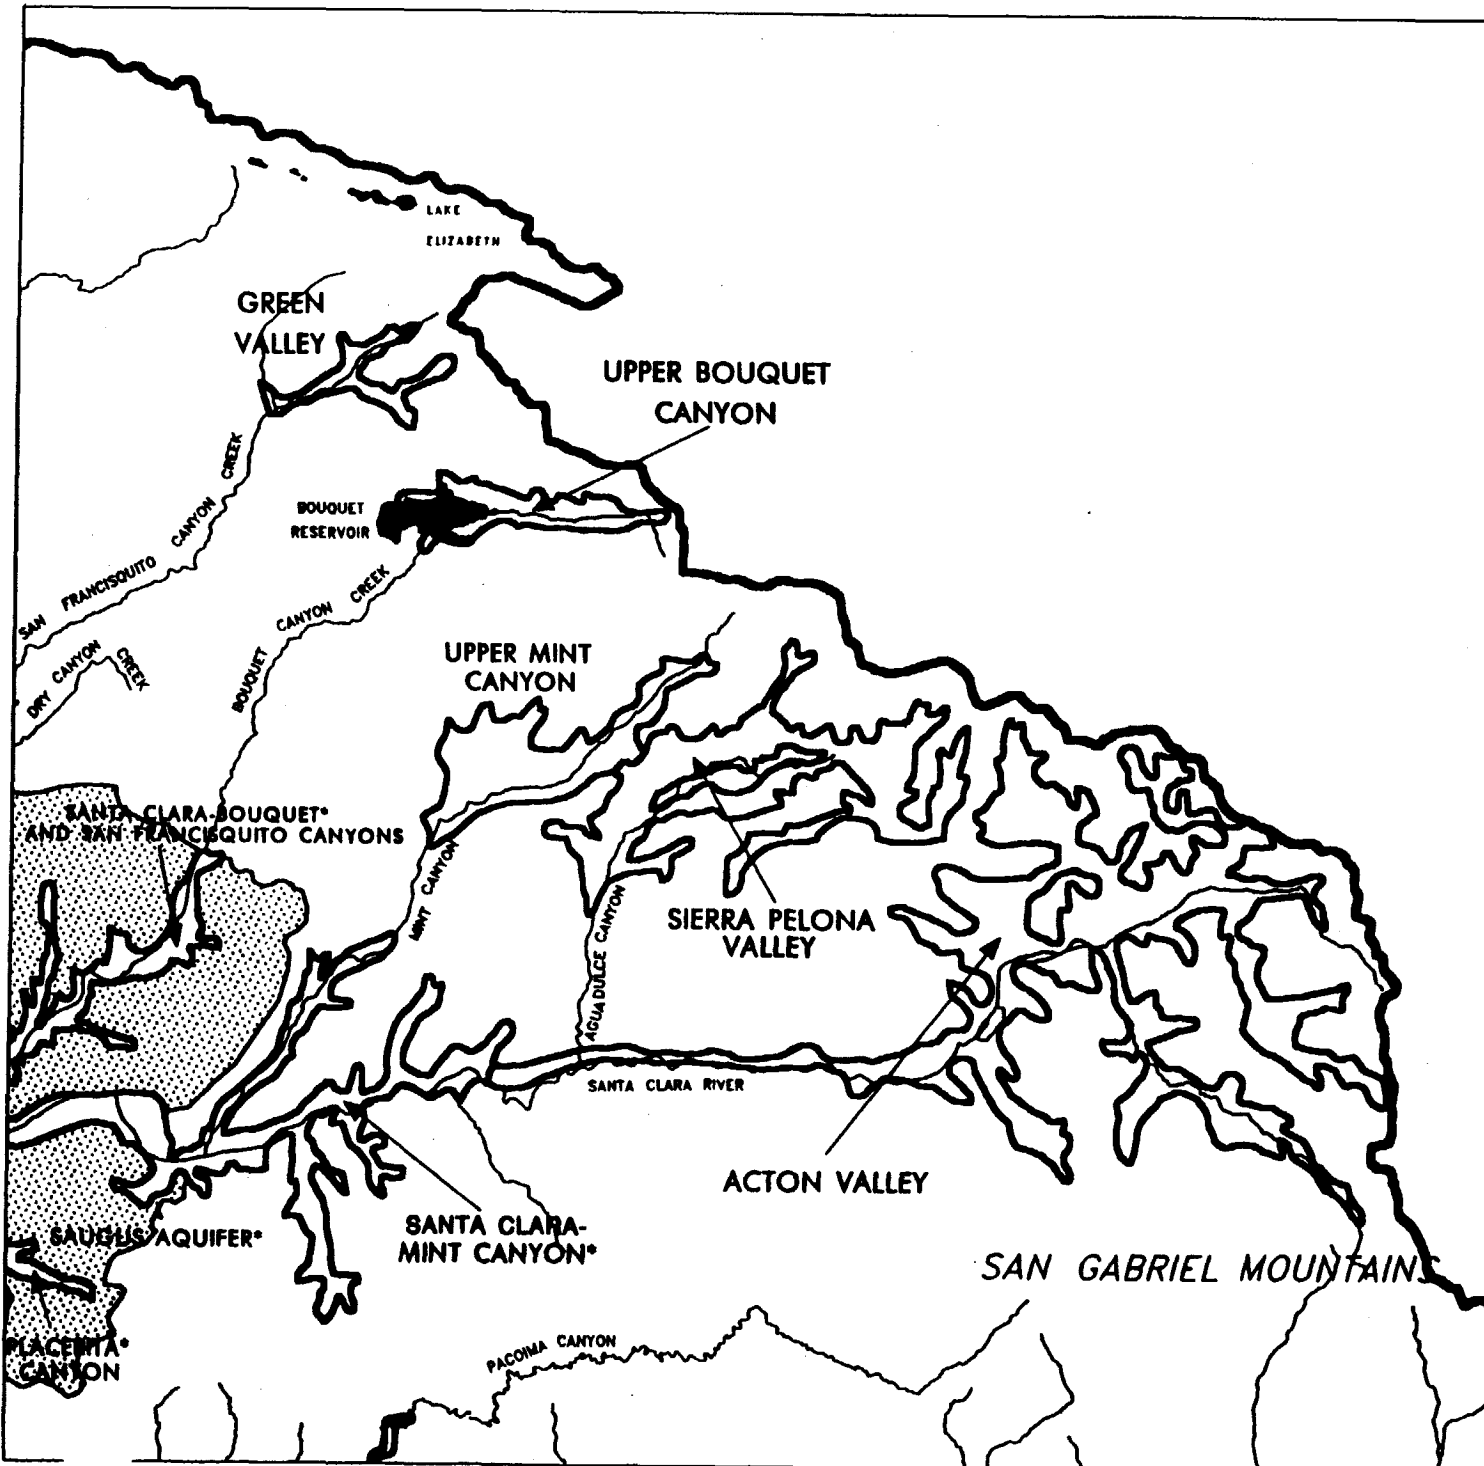 LAKE
ELIZABETH
GREEN
VALLEY
UPPER BOUQUET
CANYON
SAN FRANCISQUITO CANYON CREEK
BOUQUET
RESERVOIR
BOUQUET CANYON CREEK
DRY CANYON CREEK
UPPER MINT
CANYON
SANTA CLARA-BOUQUET*
AND SAN FRANCISQUITO CANYONS
MINT CANYON
SIERRA PELONA
VALLEY
AGUA DULCE CANYON
SANTA CLARA RIVER
ACTON VALLEY
SAUGUS AQUIFER*
SANTA CLARA-
MINT CANYON*
SAN GABRIEL MOUNTAINS
PLACERITA*
CANYON
PACOIMA CANYON